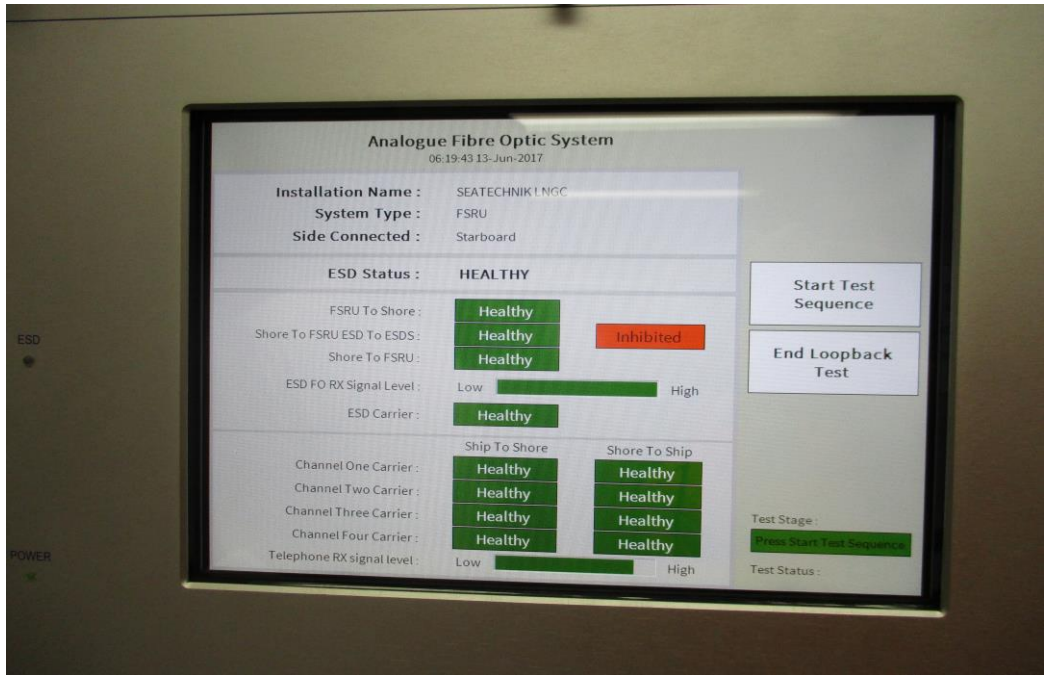 Analogue Fibre Optic System
06:19:43 13-Jun-2017
Installation Name : SEATECHNIK LNGC
System Type : FSRU
Side Connected : Starboard
ESD Status : HEALTHY
FSRU To Shore : Healthy
Shore To FSRU ESD To ESDS : Healthy Inhibited
Shore To FSRU : Healthy
ESD FO RX Signal Level : Low High
ESD Carrier : Healthy
Ship To Shore Shore To Ship
Channel One Carrier : Healthy Healthy
Channel Two Carrier : Healthy Healthy
Channel Three Carrier : Healthy Healthy
Channel Four Carrier : Healthy Healthy
Telephone RX signal level : Low High
Start Test
Sequence
End Loopback
Test
Test Stage :
Press Start Test Sequence
Test Status :
ESD
POWER